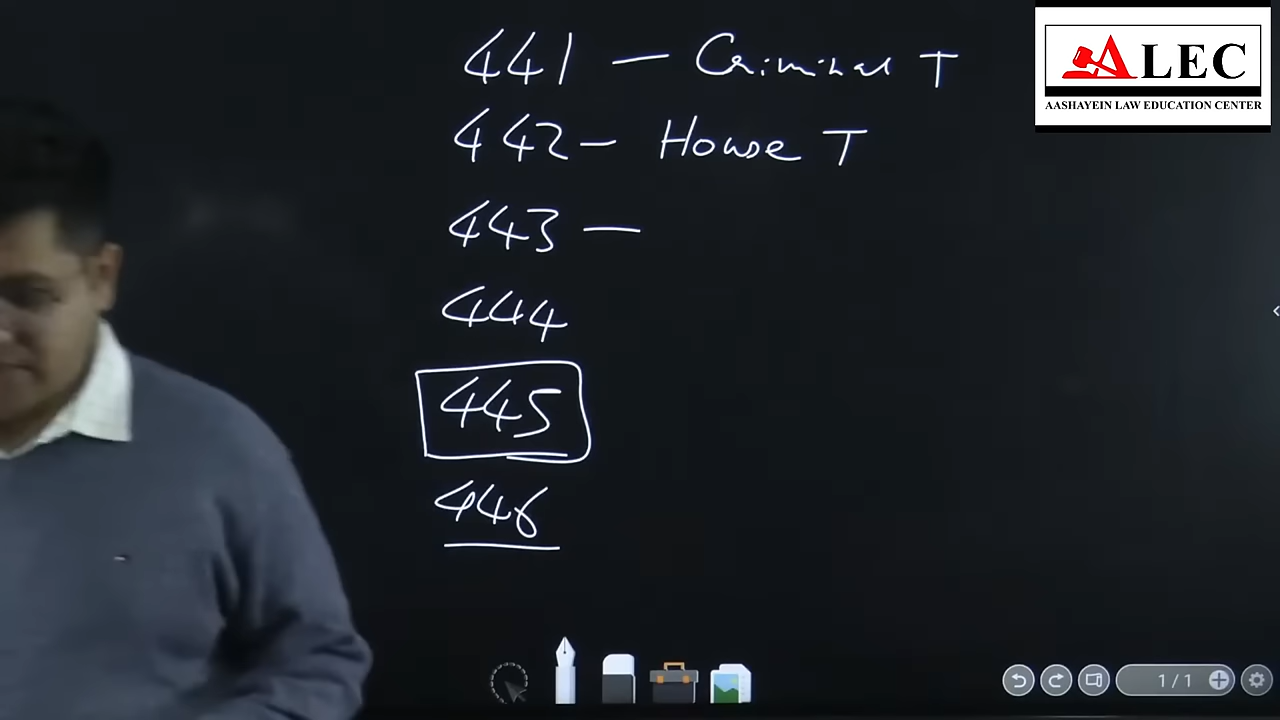 441 — Criminal T
442 — House T
443 —
444
445
446
ALEC
AASHAYEIN LAW EDUCATION CENTER
1 / 1